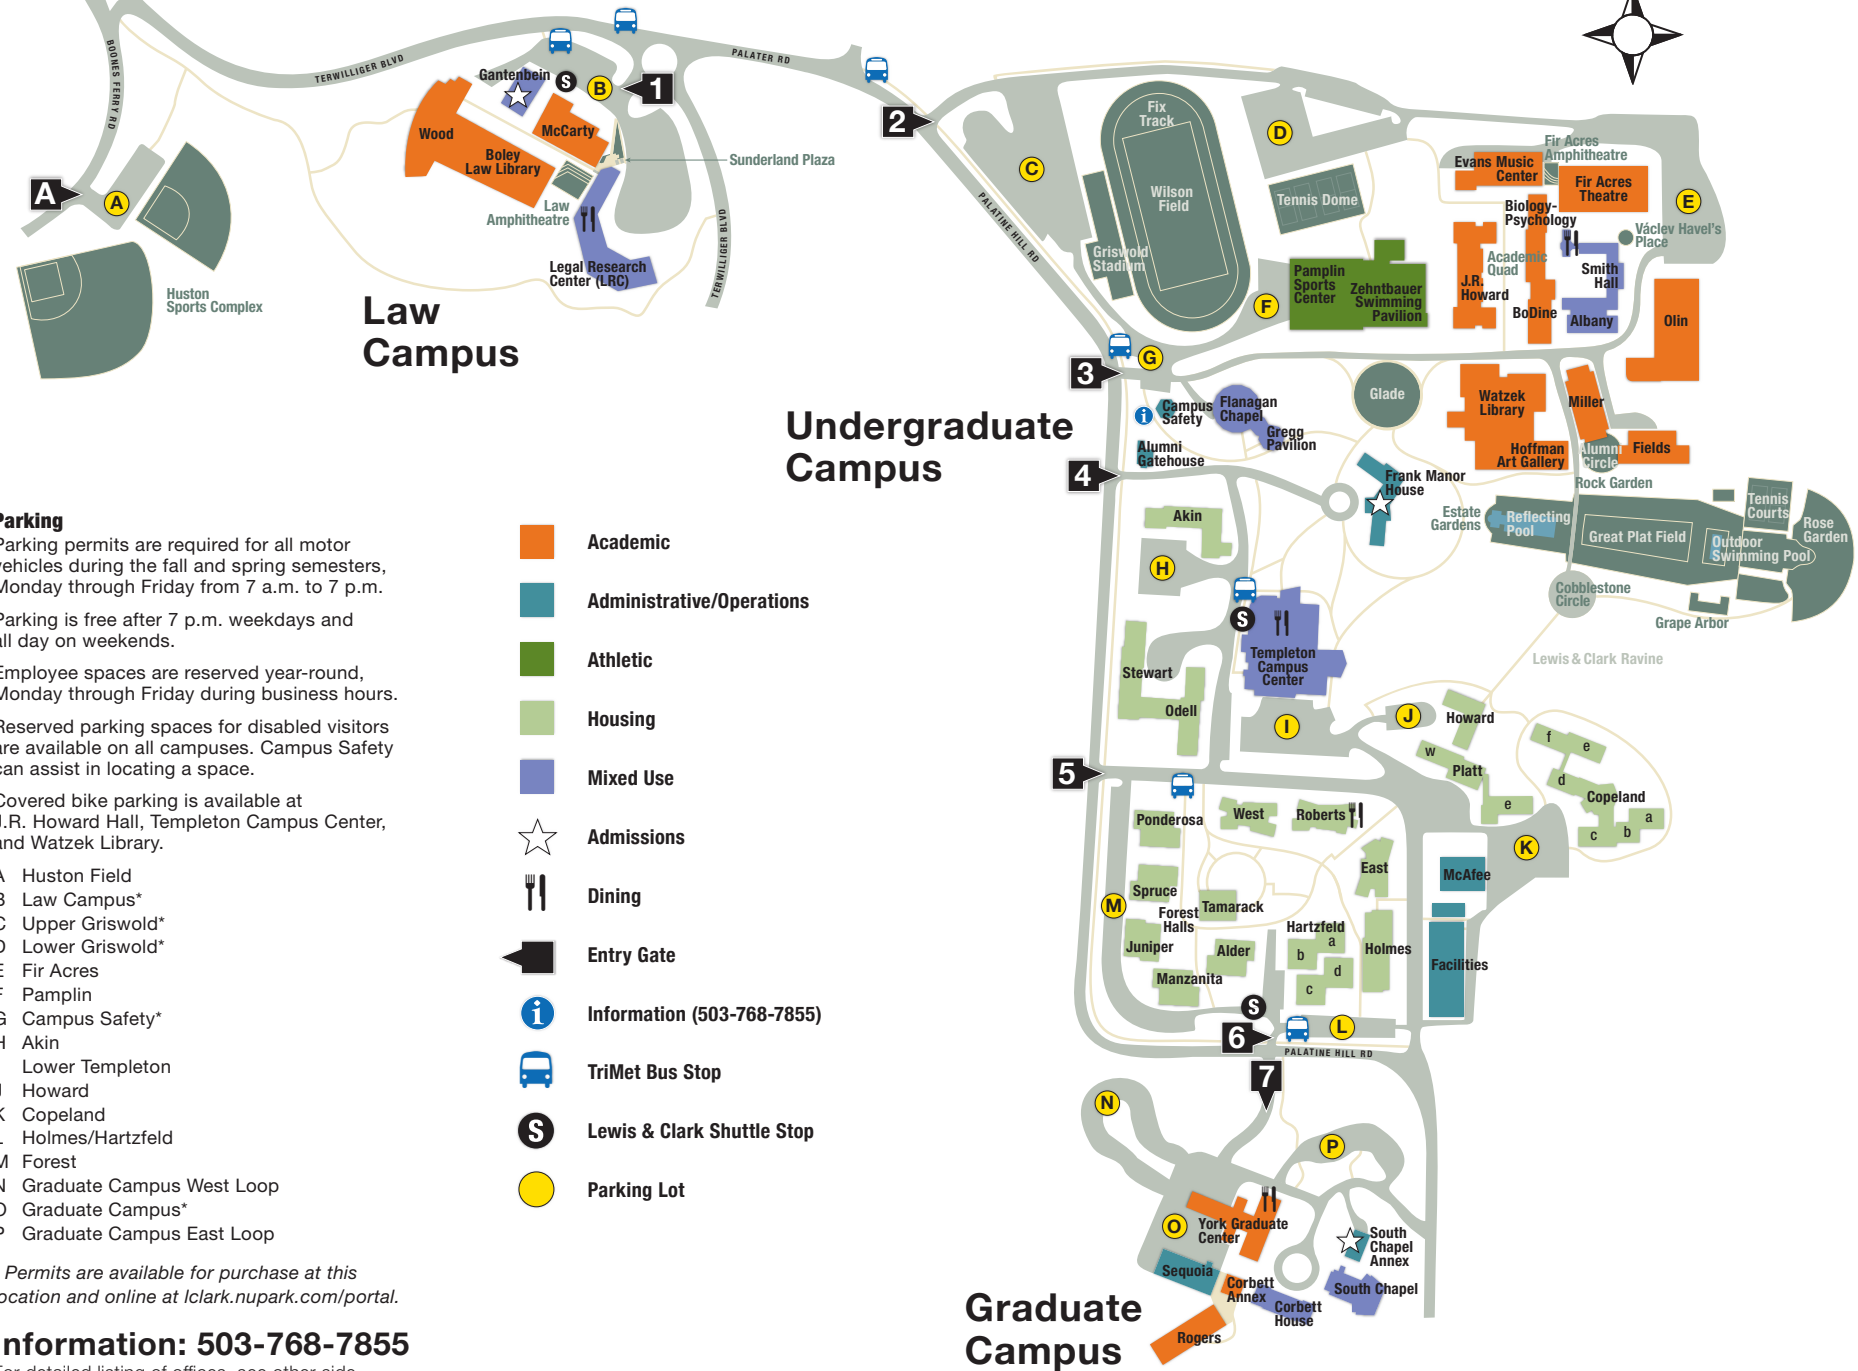 BOONES FERRY RD
TERWILLIGER BLVD
PALATER RD
TERWILLIGER BLVD
PALATINE HILL RD
PALATINE HILL RD
A
A
Huston
Sports Complex
Gantenbein
S
B
1
Wood
McCarty
Boley
Law Library
Sunderland Plaza
Law
Amphitheatre
Legal Research
Center (LRC)
Law
Campus
2
C
Fix
Track
Wilson
Field
Griswold
Stadium
D
Tennis Dome
Pamplin
Sports
Center
Zehntbauer
Swimming
Pavilion
F
G
3
Evans Music
Center
Fir Acres
Amphitheatre
Fir Acres
Theatre
E
Biology-
Psychology
Václev Havel's
Place
Academic
Quad
J.R.
Howard
Smith
Hall
BoDine
Albany
Olin
Undergraduate
Campus
i
Campus
Safety
Flanagan
Chapel
Gregg
Pavilion
Alumni
Gatehouse
Glade
Watzek
Library
Miller
Hoffman
Art Gallery
Alumni
Circle
Fields
Rock Garden
4
Frank Manor
House
Estate
Gardens
Reflecting
Pool
Great Plat Field
Tennis
Courts
Rose
Garden
Outdoor
Swimming Pool
Cobblestone
Circle
Grape Arbor
Lewis & Clark Ravine
Akin
H
S
Templeton
Campus
Center
Stewart
Odell
I
J
Howard
w
Platt
e
f
e
d
Copeland
a
b
c
5
K
Ponderosa
West
Roberts
East
McAfee
M
Spruce
Forest
Halls
Tamarack
Juniper
Alder
Manzanita
Hartzfeld
a
b
d
c
Holmes
Facilities
S
6
L
7
N
P
O
York Graduate
Center
South
Chapel
Annex
Sequoia
Corbett
Annex
Corbett
House
South Chapel
Rogers
Graduate
Campus
Parking
Parking permits are required for all motor
vehicles during the fall and spring semesters,
Monday through Friday from 7 a.m. to 7 p.m.
Parking is free after 7 p.m. weekdays and
all day on weekends.
Employee spaces are reserved year-round,
Monday through Friday during business hours.
Reserved parking spaces for disabled visitors
are available on all campuses. Campus Safety
can assist in locating a space.
Covered bike parking is available at
J.R. Howard Hall, Templeton Campus Center,
and Watzek Library.
A Huston Field
B Law Campus*
C Upper Griswold*
D Lower Griswold*
E Fir Acres
F Pamplin
G Campus Safety*
H Akin
Lower Templeton
J Howard
K Copeland
L Holmes/Hartzfeld
M Forest
N Graduate Campus West Loop
O Graduate Campus*
P Graduate Campus East Loop
Permits are available for purchase at this
location and online at lclark.nupark.com/portal.
Information: 503-768-7855
For detailed listing of offices, see other side
Academic
Administrative/Operations
Athletic
Housing
Mixed Use
Admissions
Dining
Entry Gate
i Information (503-768-7855)
TriMet Bus Stop
S Lewis & Clark Shuttle Stop
Parking Lot